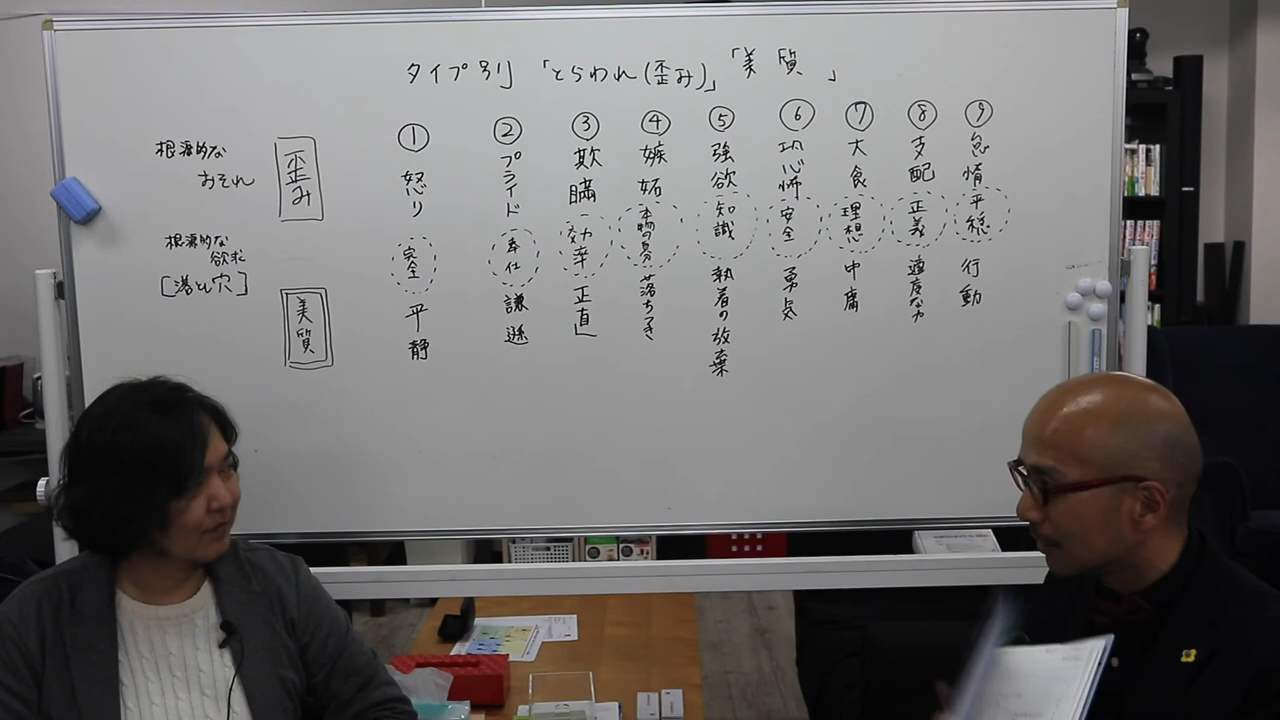 タイプ別 「とらわれ(歪み)」 「美質」
根源的な
おそれ
歪み
根源的な
欲求
[落とし穴]
美質
① 怒り 完全 平静
② プライド 奉仕 謙遜
③ 欺瞞 効率 正直
④ 嫉妬 本物の自分 落ちつき
⑤ 強欲 知識 執着の放棄
⑥ 恐怖 安全 勇気
⑦ 大食 理想 中庸
⑧ 支配 正義 適度な力
⑨ 怠惰 平穏 行動